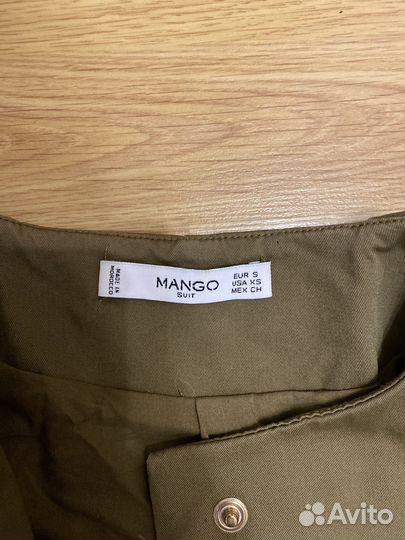 MADE IN
MOROCCO
MANGO
SUIT
EUR S
USA XS
MEX CH
Avito